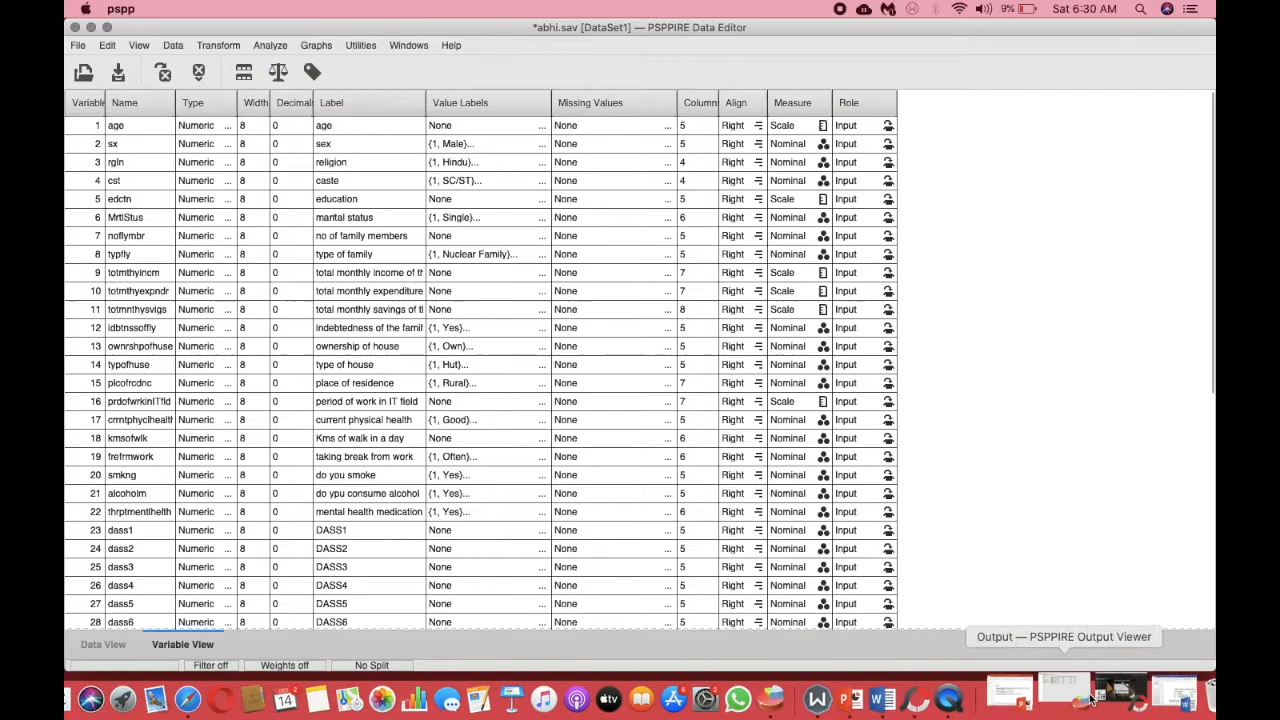 pspp 9% Sat 6:30 AM
*abhi.sav [DataSet1] — PSPPIRE Data Editor
File Edit View Data Transform Analyze Graphs Utilities Windows Help
Variable Name Type Width Decimals Label Value Labels Missing Values Columns Align Measure Role
1 age Numeric ... 8 0 age None ... None ... 5 Right Scale Input
2 sx Numeric ... 8 0 sex {1, Male}... None ... 5 Right Nominal Input
3 rgln Numeric ... 8 0 religion {1, Hindu}... None ... 4 Right Nominal Input
4 cst Numeric ... 8 0 caste {1, SC/ST}... None ... 4 Right Nominal Input
5 edctn Numeric ... 8 0 education None ... None ... 5 Right Scale Input
6 MrtlStus Numeric ... 8 0 marital status {1, Single}... None ... 6 Right Nominal Input
7 noflymbr Numeric ... 8 0 no of family members None ... None ... 5 Right Nominal Input
8 typfly Numeric ... 8 0 type of family {1, Nuclear Family}... None ... 5 Right Nominal Input
9 totmthyincm Numeric ... 8 0 total monthly income of th None ... None ... 7 Right Scale Input
10 totmthyexpndr Numeric ... 8 0 total monthly expenditure None ... None ... 7 Right Scale Input
11 totmnthysvigs Numeric ... 8 0 total monthly savings of tl None ... None ... 8 Right Scale Input
12 idbtnssoffly Numeric ... 8 0 indebtedness of the famil {1, Yes}... None ... 5 Right Nominal Input
13 ownrshpofhuse Numeric ... 8 0 ownership of house {1, Own}... None ... 5 Right Nominal Input
14 typofhuse Numeric ... 8 0 type of house {1, Hut}... None ... 5 Right Nominal Input
15 plcofrcdnc Numeric ... 8 0 place of residence {1, Rural}... None ... 7 Right Nominal Input
16 prdofwrkinITfld Numeric ... 8 0 period of work in IT field None ... None ... 7 Right Scale Input
17 crrntphyclhealth Numeric ... 8 0 current physical health {1, Good}... None ... 5 Right Nominal Input
18 kmsofwlk Numeric ... 8 0 Kms of walk in a day None ... None ... 6 Right Nominal Input
19 frefrmwork Numeric ... 8 0 taking break from work {1, Often}... None ... 6 Right Nominal Input
20 smkng Numeric ... 8 0 do you smoke {1, Yes}... None ... 5 Right Nominal Input
21 alcoholm Numeric ... 8 0 do ypu consume alcohol {1, Yes}... None ... 5 Right Nominal Input
22 thrptmentlhelth Numeric ... 8 0 mental health medication {1, Yes}... None ... 6 Right Nominal Input
23 dass1 Numeric ... 8 0 DASS1 None ... None ... 5 Right Nominal Input
24 dass2 Numeric ... 8 0 DASS2 None ... None ... 5 Right Nominal Input
25 dass3 Numeric ... 8 0 DASS3 None ... None ... 5 Right Nominal Input
26 dass4 Numeric ... 8 0 DASS4 None ... None ... 5 Right Nominal Input
27 dass5 Numeric ... 8 0 DASS5 None ... None ... 5 Right Nominal Input
28 dass6 Numeric ... 8 0 DASS6 None ... None ... 5 Right Nominal Input
Data View Variable View
Output — PSPPIRE Output Viewer
Filter off Weights off No Split
DEC
14
tv